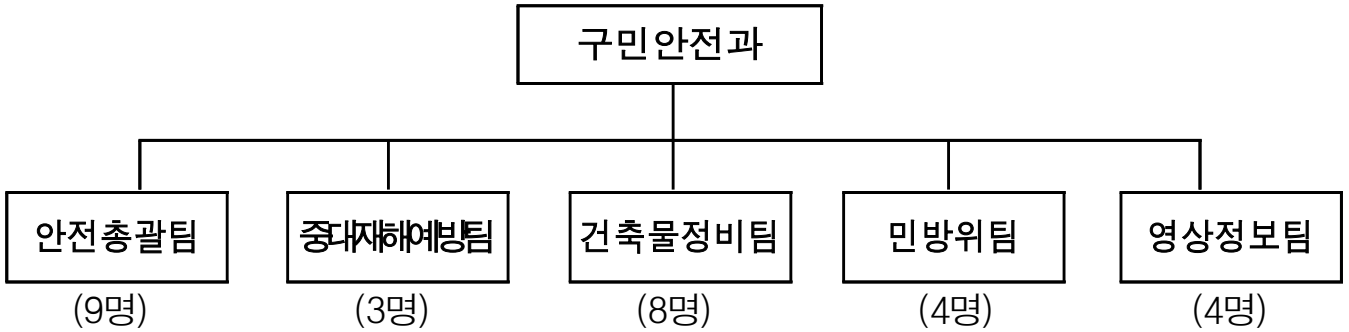 구민안전과
안전총괄팀 중대재해예방팀 건축물정비팀 민방위팀 영상정보팀
(9명) (3명) (8명) (4명) (4명)